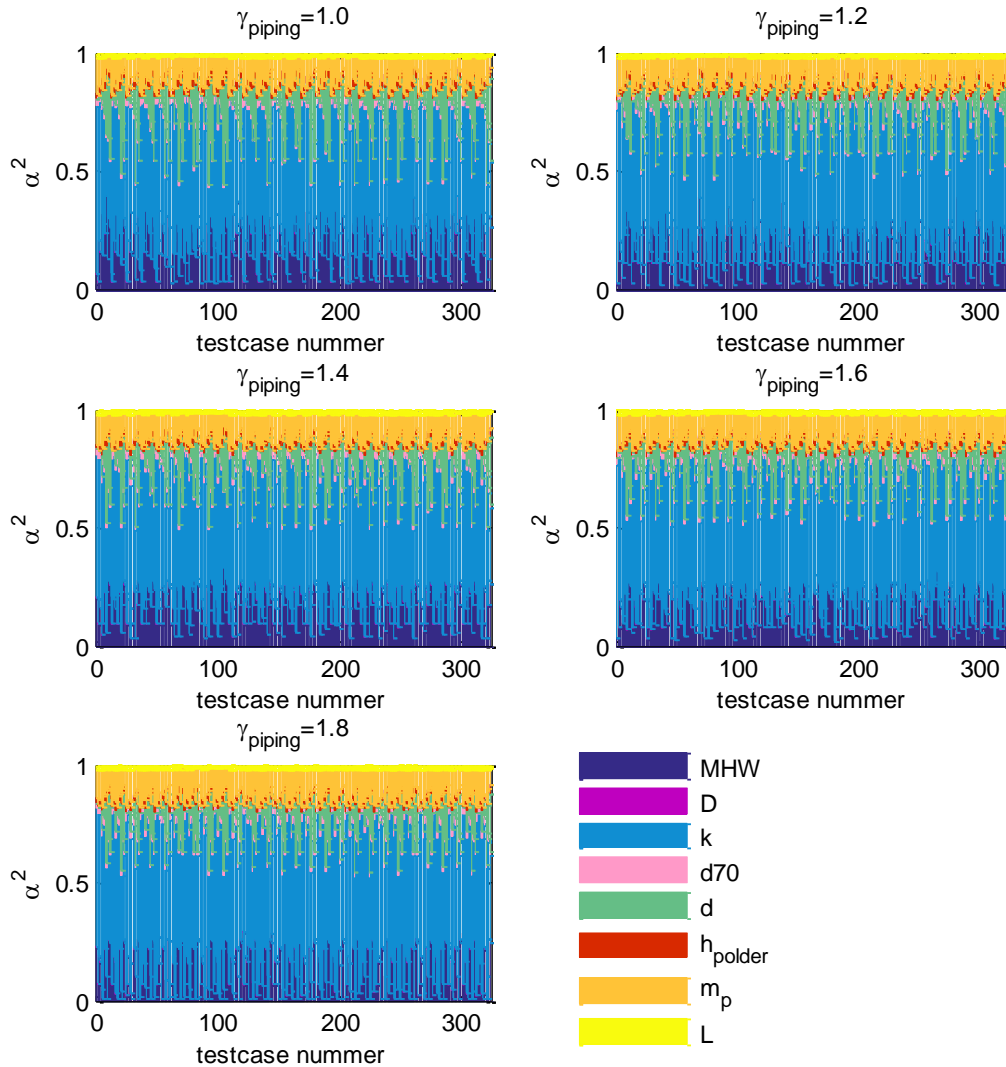 γpiping=1.0
γpiping=1.2
1
0.5
0
α²
0
100
200
300
testcase nummer
1
0.5
0
α²
0
100
200
300
testcase nummer
γpiping=1.4
γpiping=1.6
1
0.5
0
α²
0
100
200
300
testcase nummer
1
0.5
0
α²
0
100
200
300
testcase nummer
γpiping=1.8
1
0.5
0
α²
0
100
200
300
testcase nummer
MHW
D
k
d70
d
hpolder
mp
L